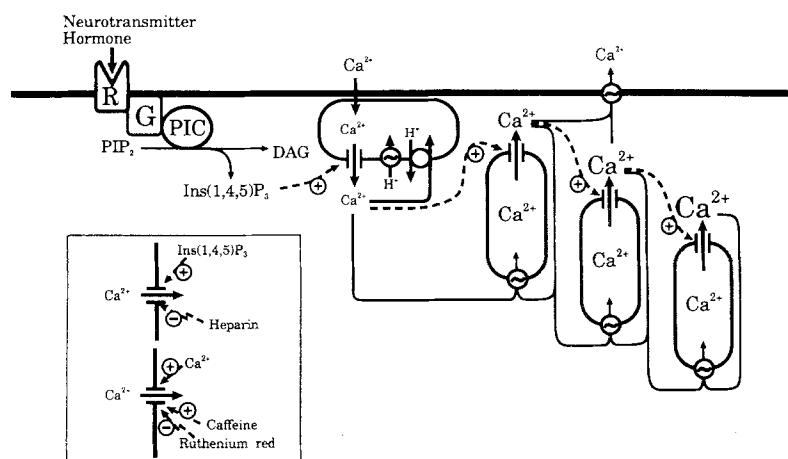 Neurotransmitter
Hormone
R
G
PIC
PIP₂
DAG
Ins(1,4,5)P₃
+
Ca²⁺
Ca²⁺
Ca²⁺
H⁺
H⁺
+
Ca²⁺
Ca²⁺
Ca²⁻
+
Ca²⁺
Ca²⁺
+
Ca²⁺
Ca²⁺
Ins(1,4,5)P₃
+
Ca²⁺
−
Heparin
+
Ca²⁺
Ca²⁻
+
Caffeine
−
Ruthenium red